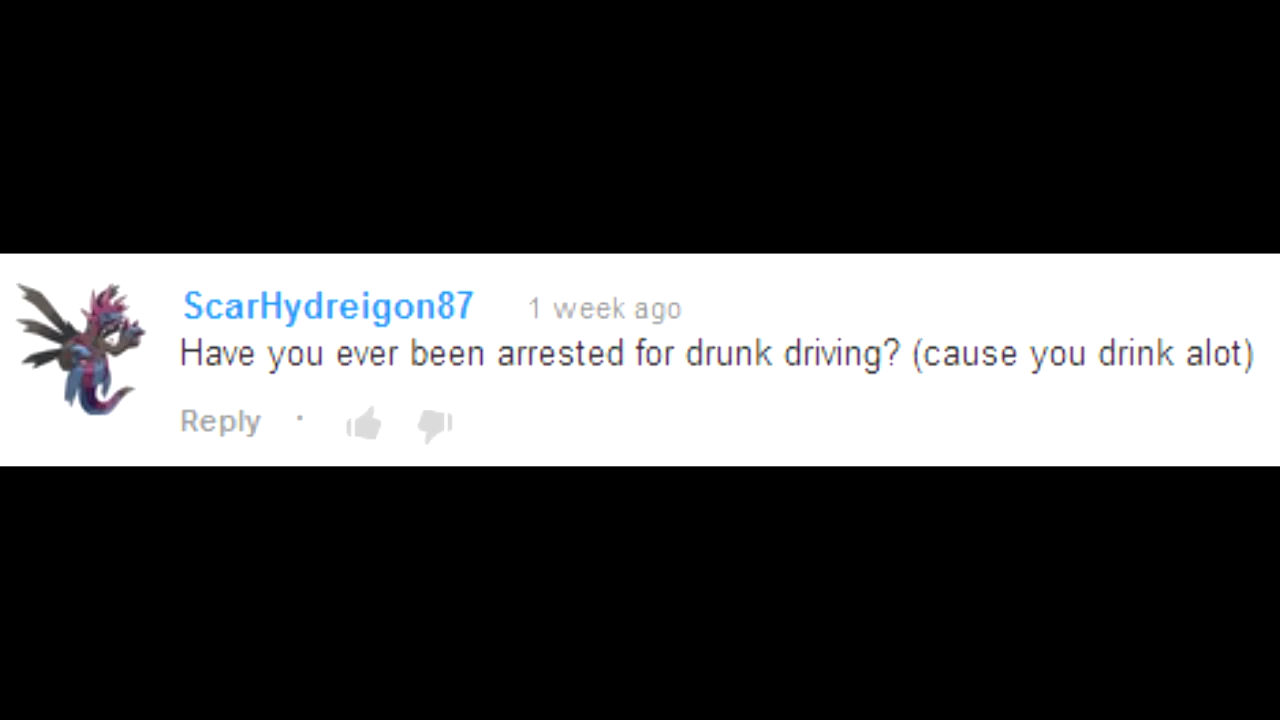 ScarHydreigon87 1 week ago
Have you ever been arrested for drunk driving? (cause you drink alot)
Reply ·